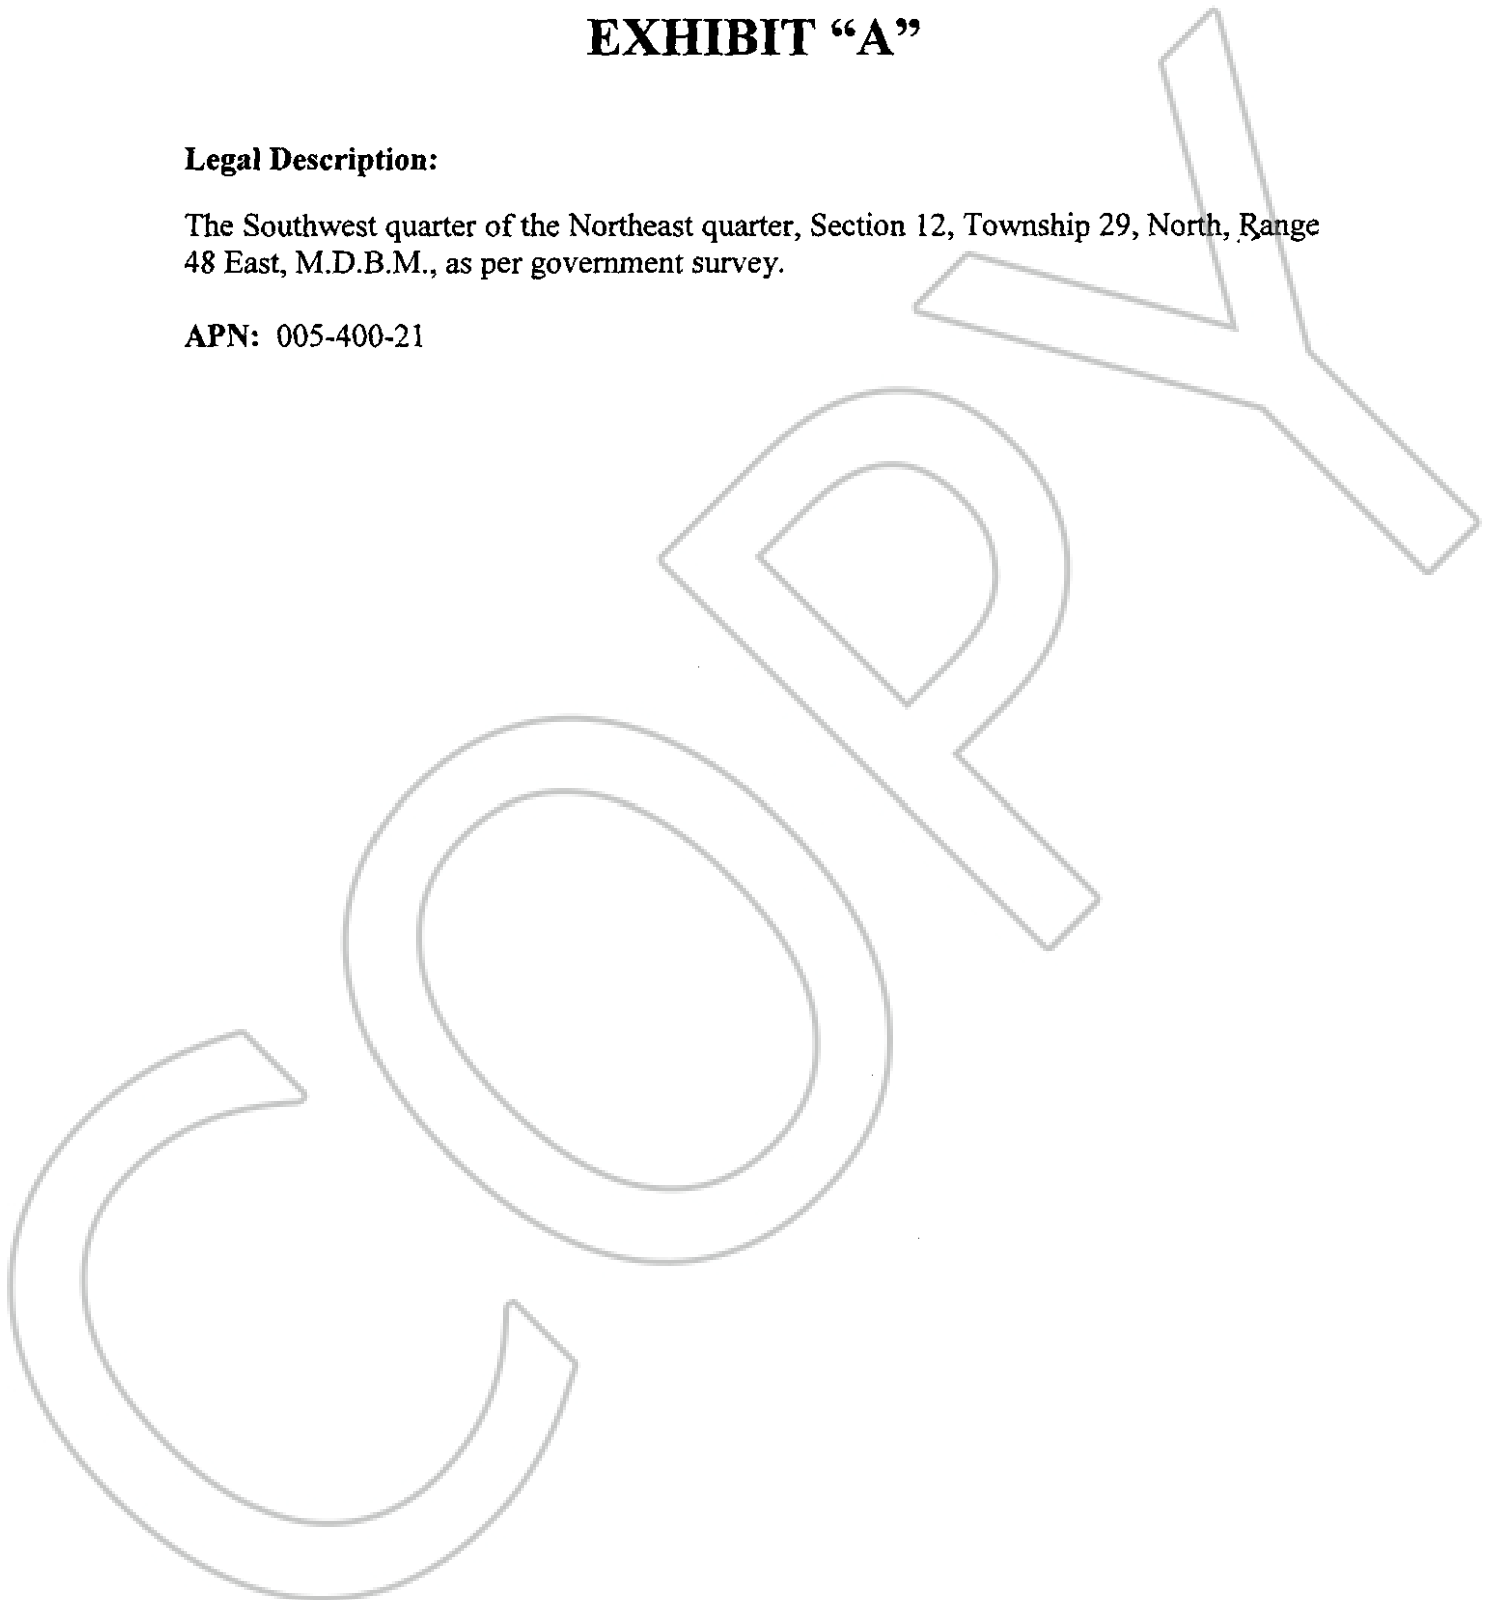 EXHIBIT “A”
Legal Description:
The Southwest quarter of the Northeast quarter, Section 12, Township 29, North, Range
48 East, M.D.B.M., as per government survey.
APN: 005-400-21
COPY